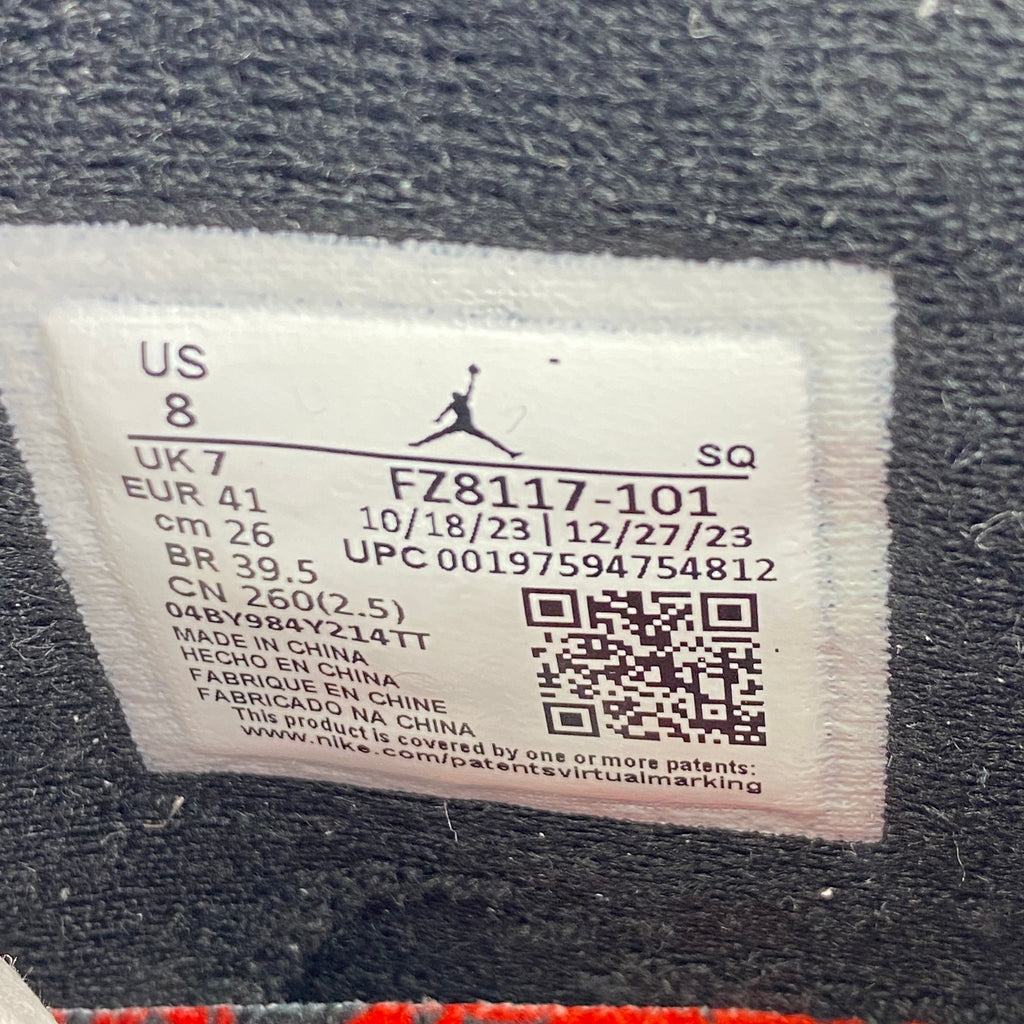 US
8
SQ
UK 7
FZ8117-101
EUR 41
10/18/23 | 12/27/23
cm 26
UPC 00197594754812
BR 39.5
CN 260(2.5)
04BY984Y214TT
MADE IN CHINA
HECHO EN CHINA
FABRIQUE EN CHINE
FABRICADO NA CHINA
This product is covered by one or more patents:
www.nike.com/patentsvirtualmarking